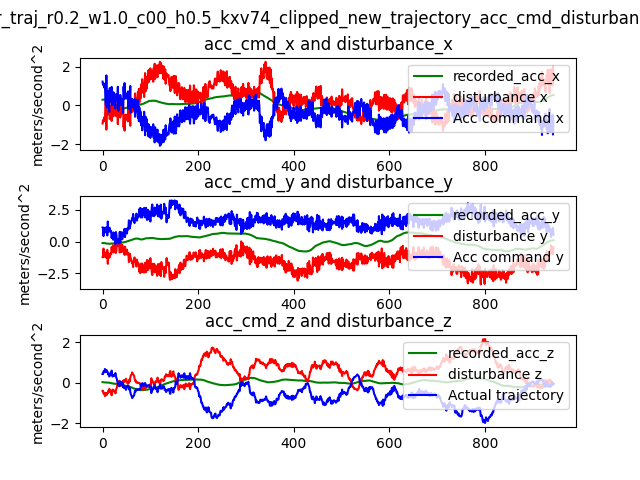 r_traj_r0.2_w1.0_c00_h0.5_kxv74_clipped_new_trajectory_acc_cmd_disturban
acc_cmd_x and disturbance_x
meters/second^2
2
0
−2
recorded_acc_x
disturbance x
Acc command x
0 200 400 600 800
acc_cmd_y and disturbance_y
meters/second^2
2.5
0.0
−2.5
recorded_acc_y
disturbance y
Acc command y
0 200 400 600 800
acc_cmd_z and disturbance_z
meters/second^2
2
0
−2
recorded_acc_z
disturbance z
Actual trajectory
0 200 400 600 800